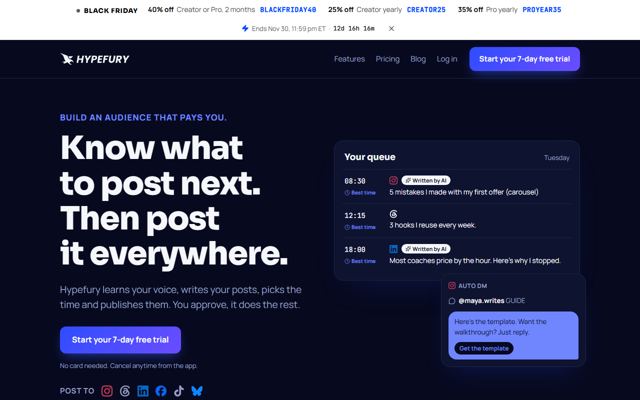 BLACK FRIDAY 40% off Creator or Pro, 2 months BLACKFRIDAY40 25% off Creator yearly CREATOR25 35% off Pro yearly PROYEAR35
Ends Nov 30, 11:59 pm ET · 12d 16h 16m
HYPEFURY Features Pricing Blog Log in Start your 7-day free trial
BUILD AN AUDIENCE THAT PAYS YOU.
Know what
to post next.
Then post
it everywhere.
Hypefury learns your voice, writes your posts, picks the
time and publishes them. You approve, it does the rest.
Start your 7-day free trial
No card needed. Cancel anytime from the app.
POST TO
Your queue Tuesday
08:30 Written by AI
Best time 5 mistakes I made with my first offer (carousel)
12:15
Best time 3 hooks I reuse every week.
18:00 Written by AI
Best time Most coaches price by the hour. Here's why I stopped.
AUTO DM
@maya.writes GUIDE
Here's the template. Want the
walkthrough? Just reply.
Get the template